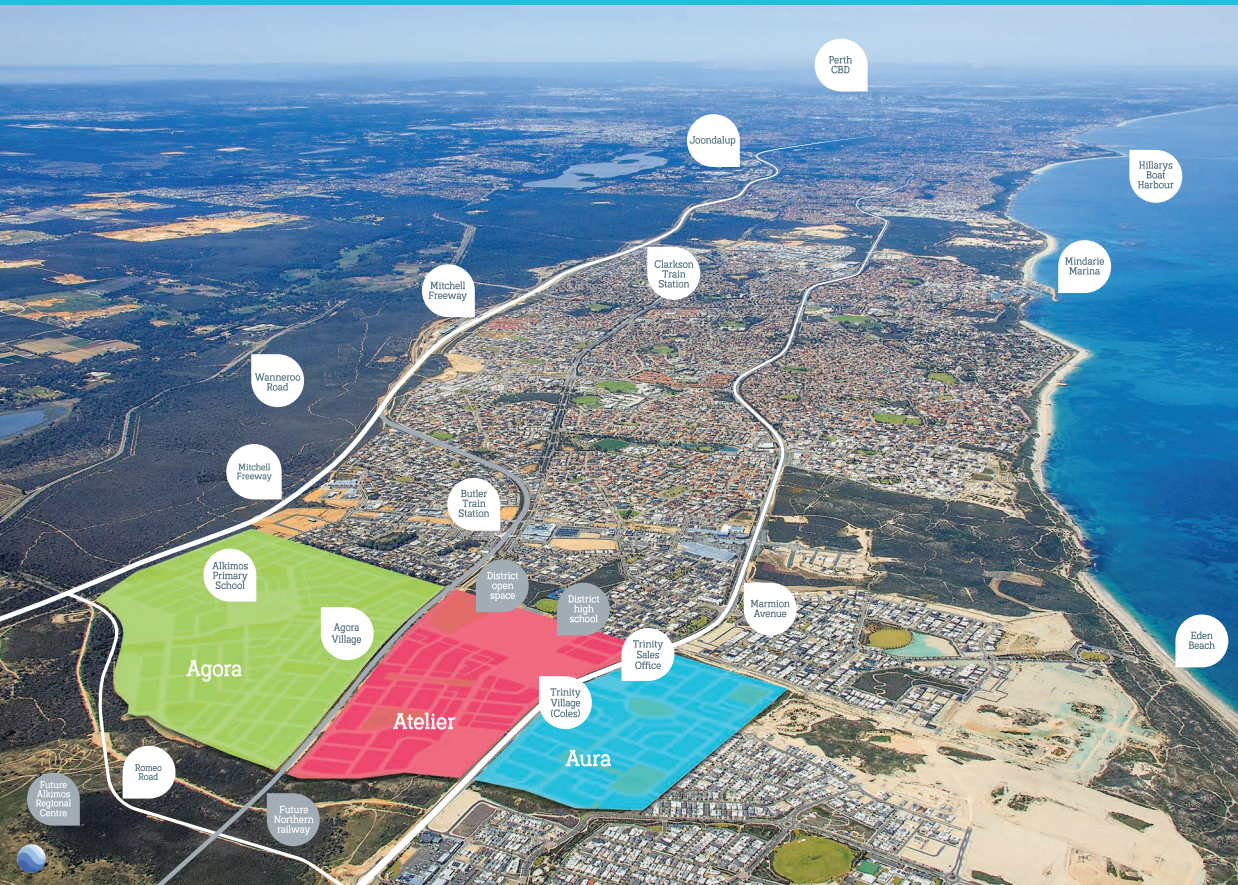 Perth
CBD
Joondalup
Hillarys
Boat
Harbour
Mindarie
Marina
Clarkson
Train
Station
Mitchell
Freeway
Wanneroo
Road
Mitchell
Freeway
Butler
Train
Station
Alkimos
Primary
School
District
open
space
District
high
school
Marmion
Avenue
Agora
Village
Trinity
Sales
Office
Eden
Beach
Agora
Trinity
Village
(Coles)
Atelier
Aura
Romeo
Road
Future
Alkimos
Regional
Centre
Future
Northern
railway